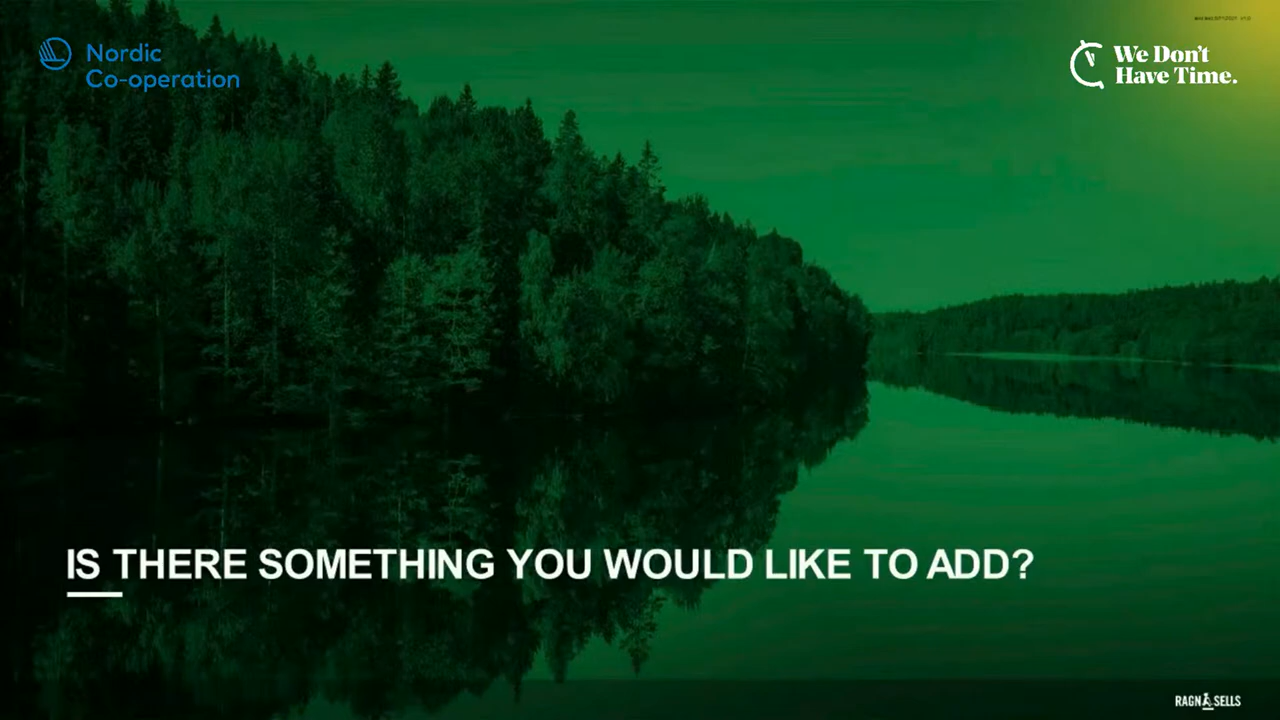 Nordic
Co-operation
We Don't
Have Time.
IS THERE SOMETHING YOU WOULD LIKE TO ADD?
RAGN SELLS